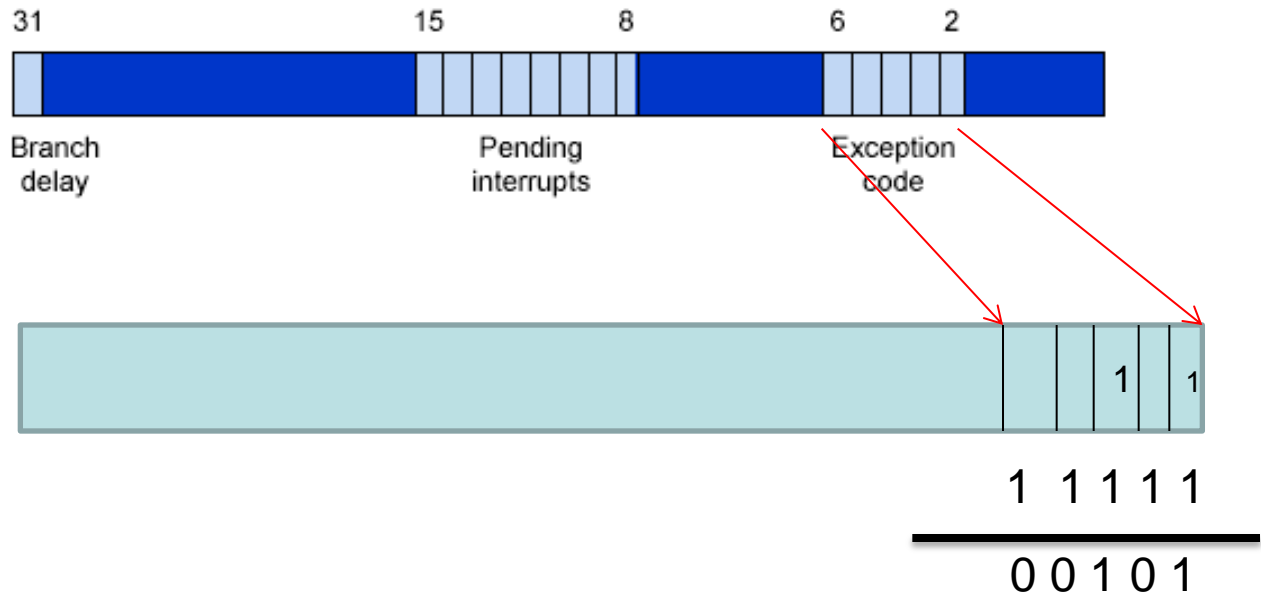 31 15 8 6 2
Branch delay
Pending interrupts
Exception code
1 1
1 1 1 1 1
0 0 1 0 1